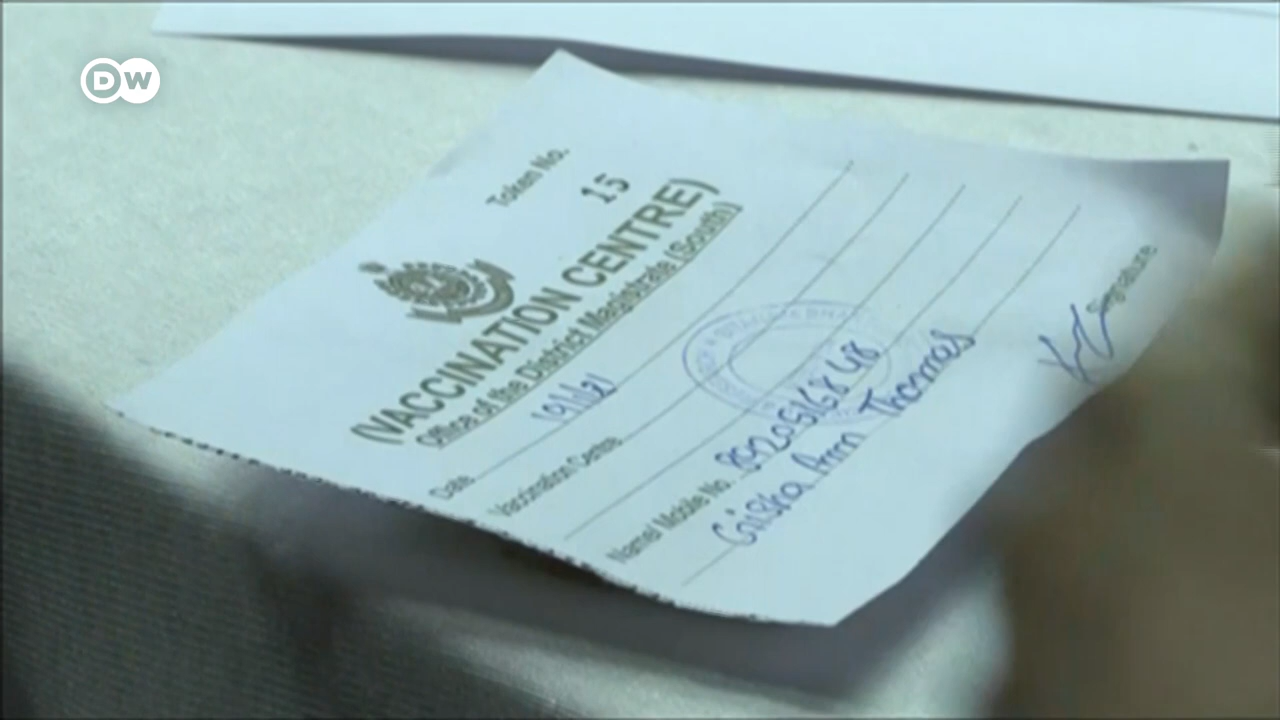 DW
Token No.
15
(VACCINATION CENTRE)
Office of the District Magistrate (South)
Date
Vaccination Centre
Name/ Mobile No.
Ann Thomas
Signature